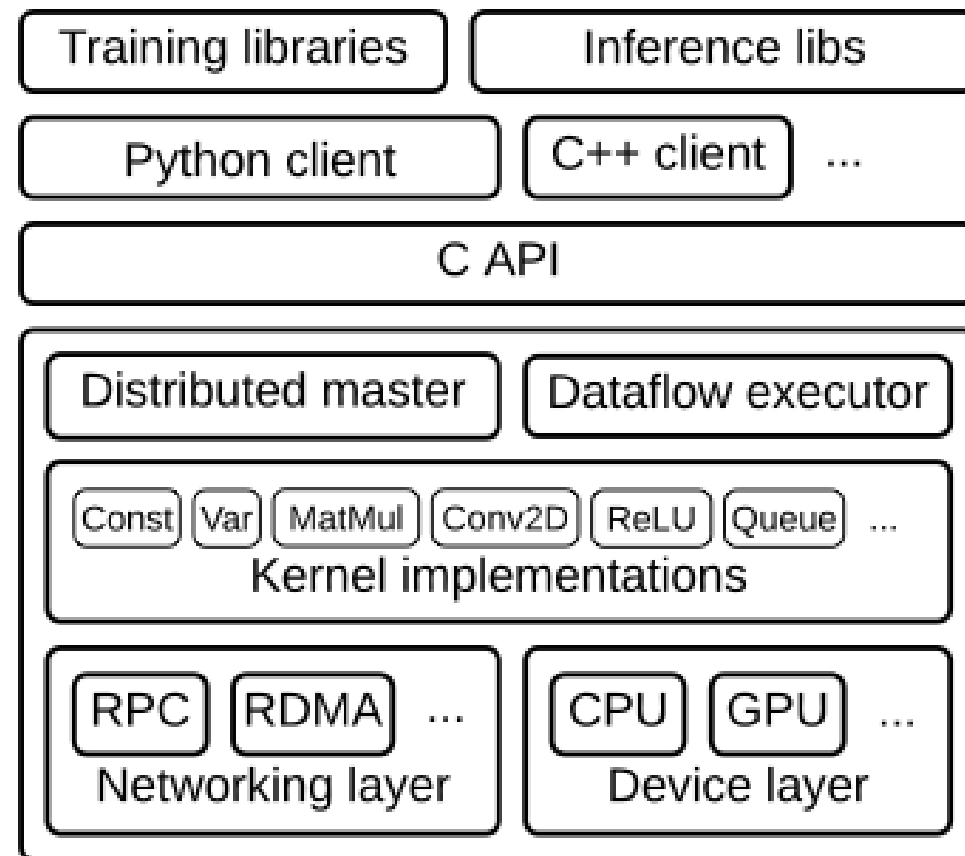 Training libraries Inference libs
Python client C++ client ...
C API
Distributed master Dataflow executor
Const Var MatMul Conv2D ReLU Queue ...
Kernel implementations
RPC RDMA ... CPU GPU ...
Networking layer Device layer